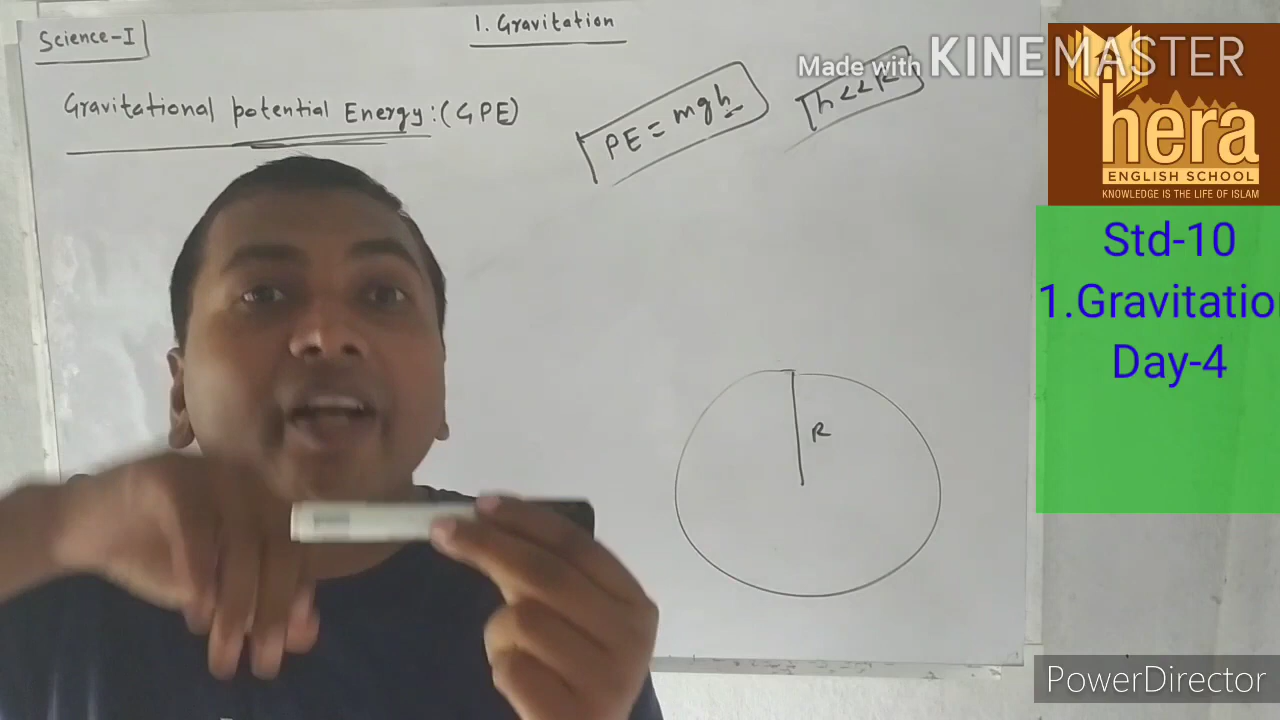 Science-I
1. Gravitation
Gravitational potential Energy:(GPE)
PE = mgh
h<<R
R
Made with KINEMASTER
hera
ENGLISH SCHOOL
KNOWLEDGE IS THE LIFE OF ISLAM
Std-10
1.Gravitation
Day-4
PowerDirector